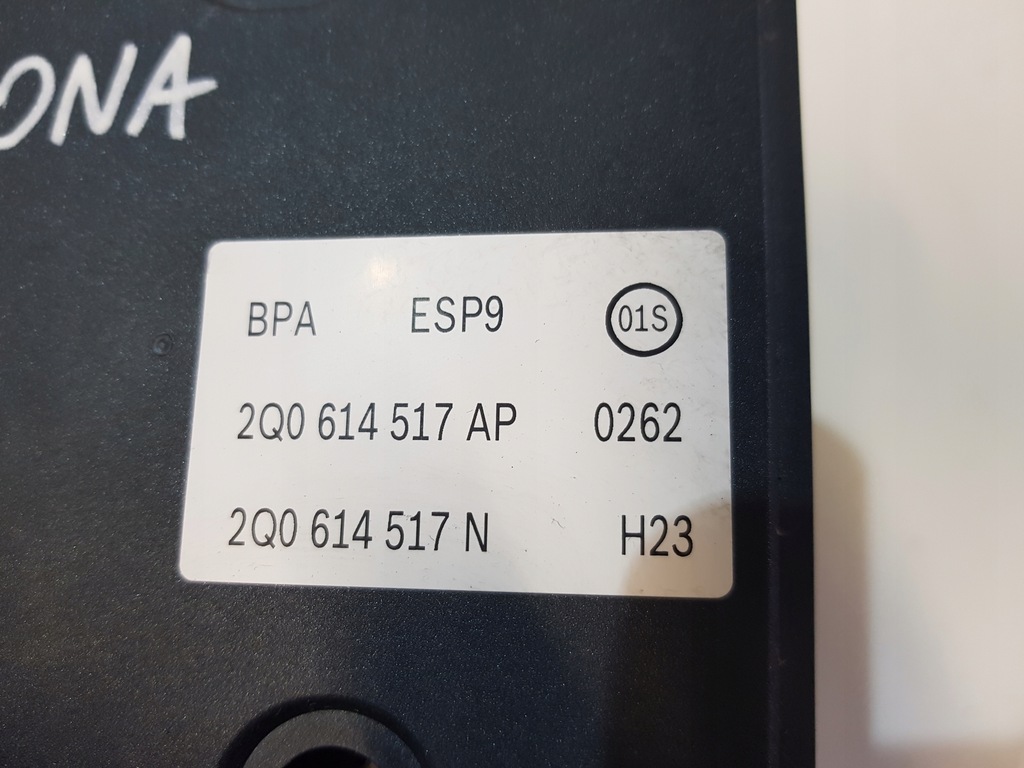 ONA
BPA ESP9 01S
2Q0 614 517 AP 0262
2Q0 614 517 N H23